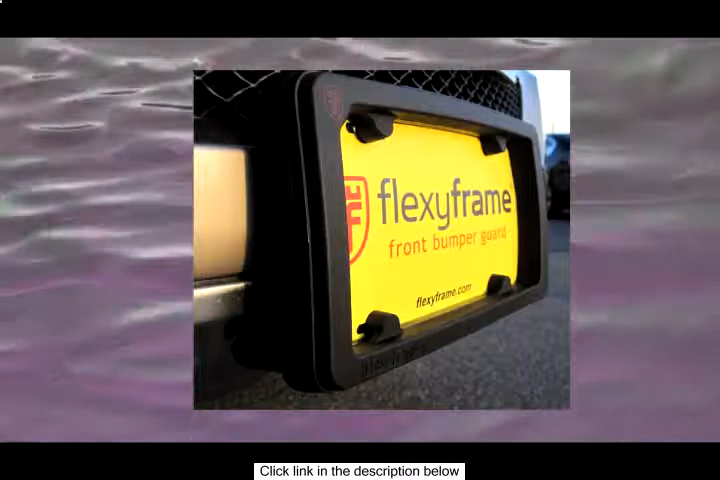 flexyframe
front bumper guard
flexyframe.com
Click link in the description below